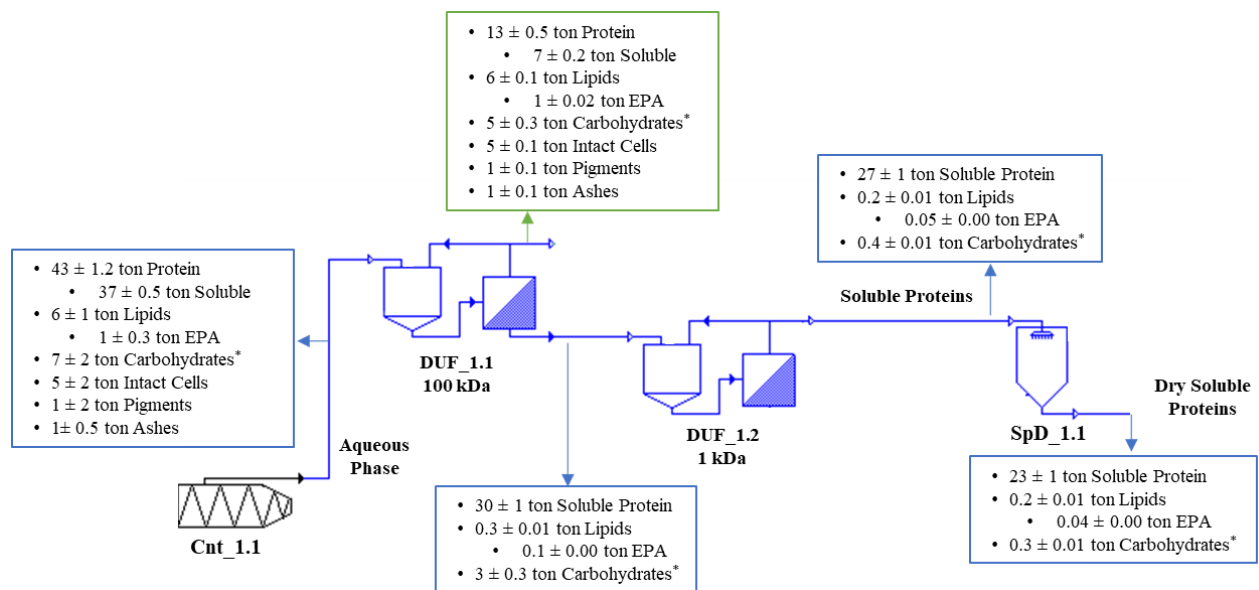 • 13 ± 0.5 ton Protein
• 7 ± 0.2 ton Soluble
• 6 ± 0.1 ton Lipids
• 1 ± 0.02 ton EPA
• 5 ± 0.3 ton Carbohydrates*
• 5 ± 0.1 ton Intact Cells
• 1 ± 0.1 ton Pigments
• 1 ± 0.1 ton Ashes
• 27 ± 1 ton Soluble Protein
• 0.2 ± 0.01 ton Lipids
• 0.05 ± 0.00 ton EPA
• 0.4 ± 0.01 ton Carbohydrates*
• 43 ± 1.2 ton Protein
• 37 ± 0.5 ton Soluble
• 6 ± 1 ton Lipids
• 1 ± 0.3 ton EPA
• 7 ± 2 ton Carbohydrates*
• 5 ± 2 ton Intact Cells
• 1 ± 2 ton Pigments
• 1± 0.5 ton Ashes
Soluble Proteins
DUF_1.1
100 kDa
DUF_1.2
1 kDa
SpD_1.1
Dry Soluble
Proteins
Aqueous
Phase
Cnt_1.1
• 30 ± 1 ton Soluble Protein
• 0.3 ± 0.01 ton Lipids
• 0.1 ± 0.00 ton EPA
• 3 ± 0.3 ton Carbohydrates*
• 23 ± 1 ton Soluble Protein
• 0.2 ± 0.01 ton Lipids
• 0.04 ± 0.00 ton EPA
• 0.3 ± 0.01 ton Carbohydrates*